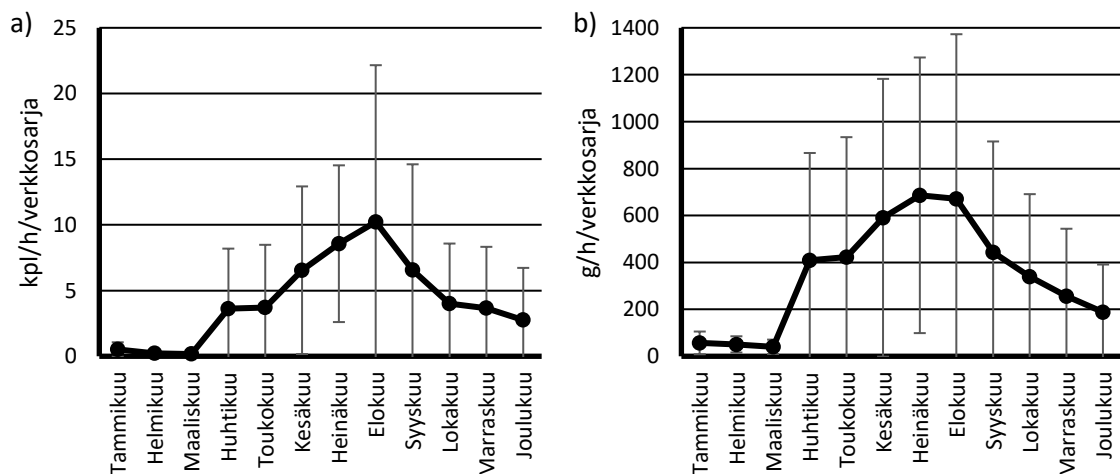 a)
kpl/h/verkkosarja
25
20
15
10
5
0
Tammikuu
Helmikuu
Maaliskuu
Huhtikuu
Toukokuu
Kesäkuu
Heinäkuu
Elokuu
Syyskuu
Lokakuu
Marraskuu
Joulukuu
b)
g/h/verkkosarja
1400
1200
1000
800
600
400
200
0
Tammikuu
Helmikuu
Maaliskuu
Huhtikuu
Toukokuu
Kesäkuu
Heinäkuu
Elokuu
Syyskuu
Lokakuu
Marraskuu
Joulukuu